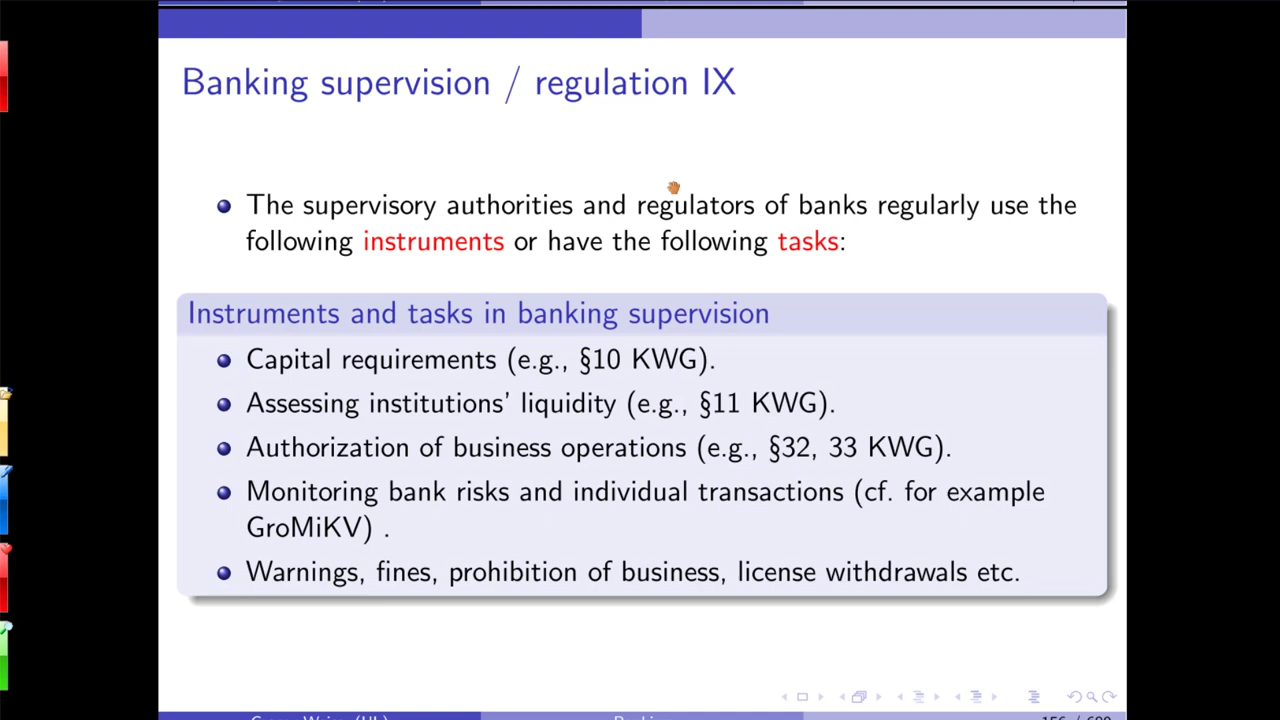 Banking supervision / regulation IX
The supervisory authorities and regulators of banks regularly use the
following instruments or have the following tasks:
Instruments and tasks in banking supervision
Capital requirements (e.g., §10 KWG).
Assessing institutions' liquidity (e.g., §11 KWG).
Authorization of business operations (e.g., §32, 33 KWG).
Monitoring bank risks and individual transactions (cf. for example
GroMiKV) .
Warnings, fines, prohibition of business, license withdrawals etc.